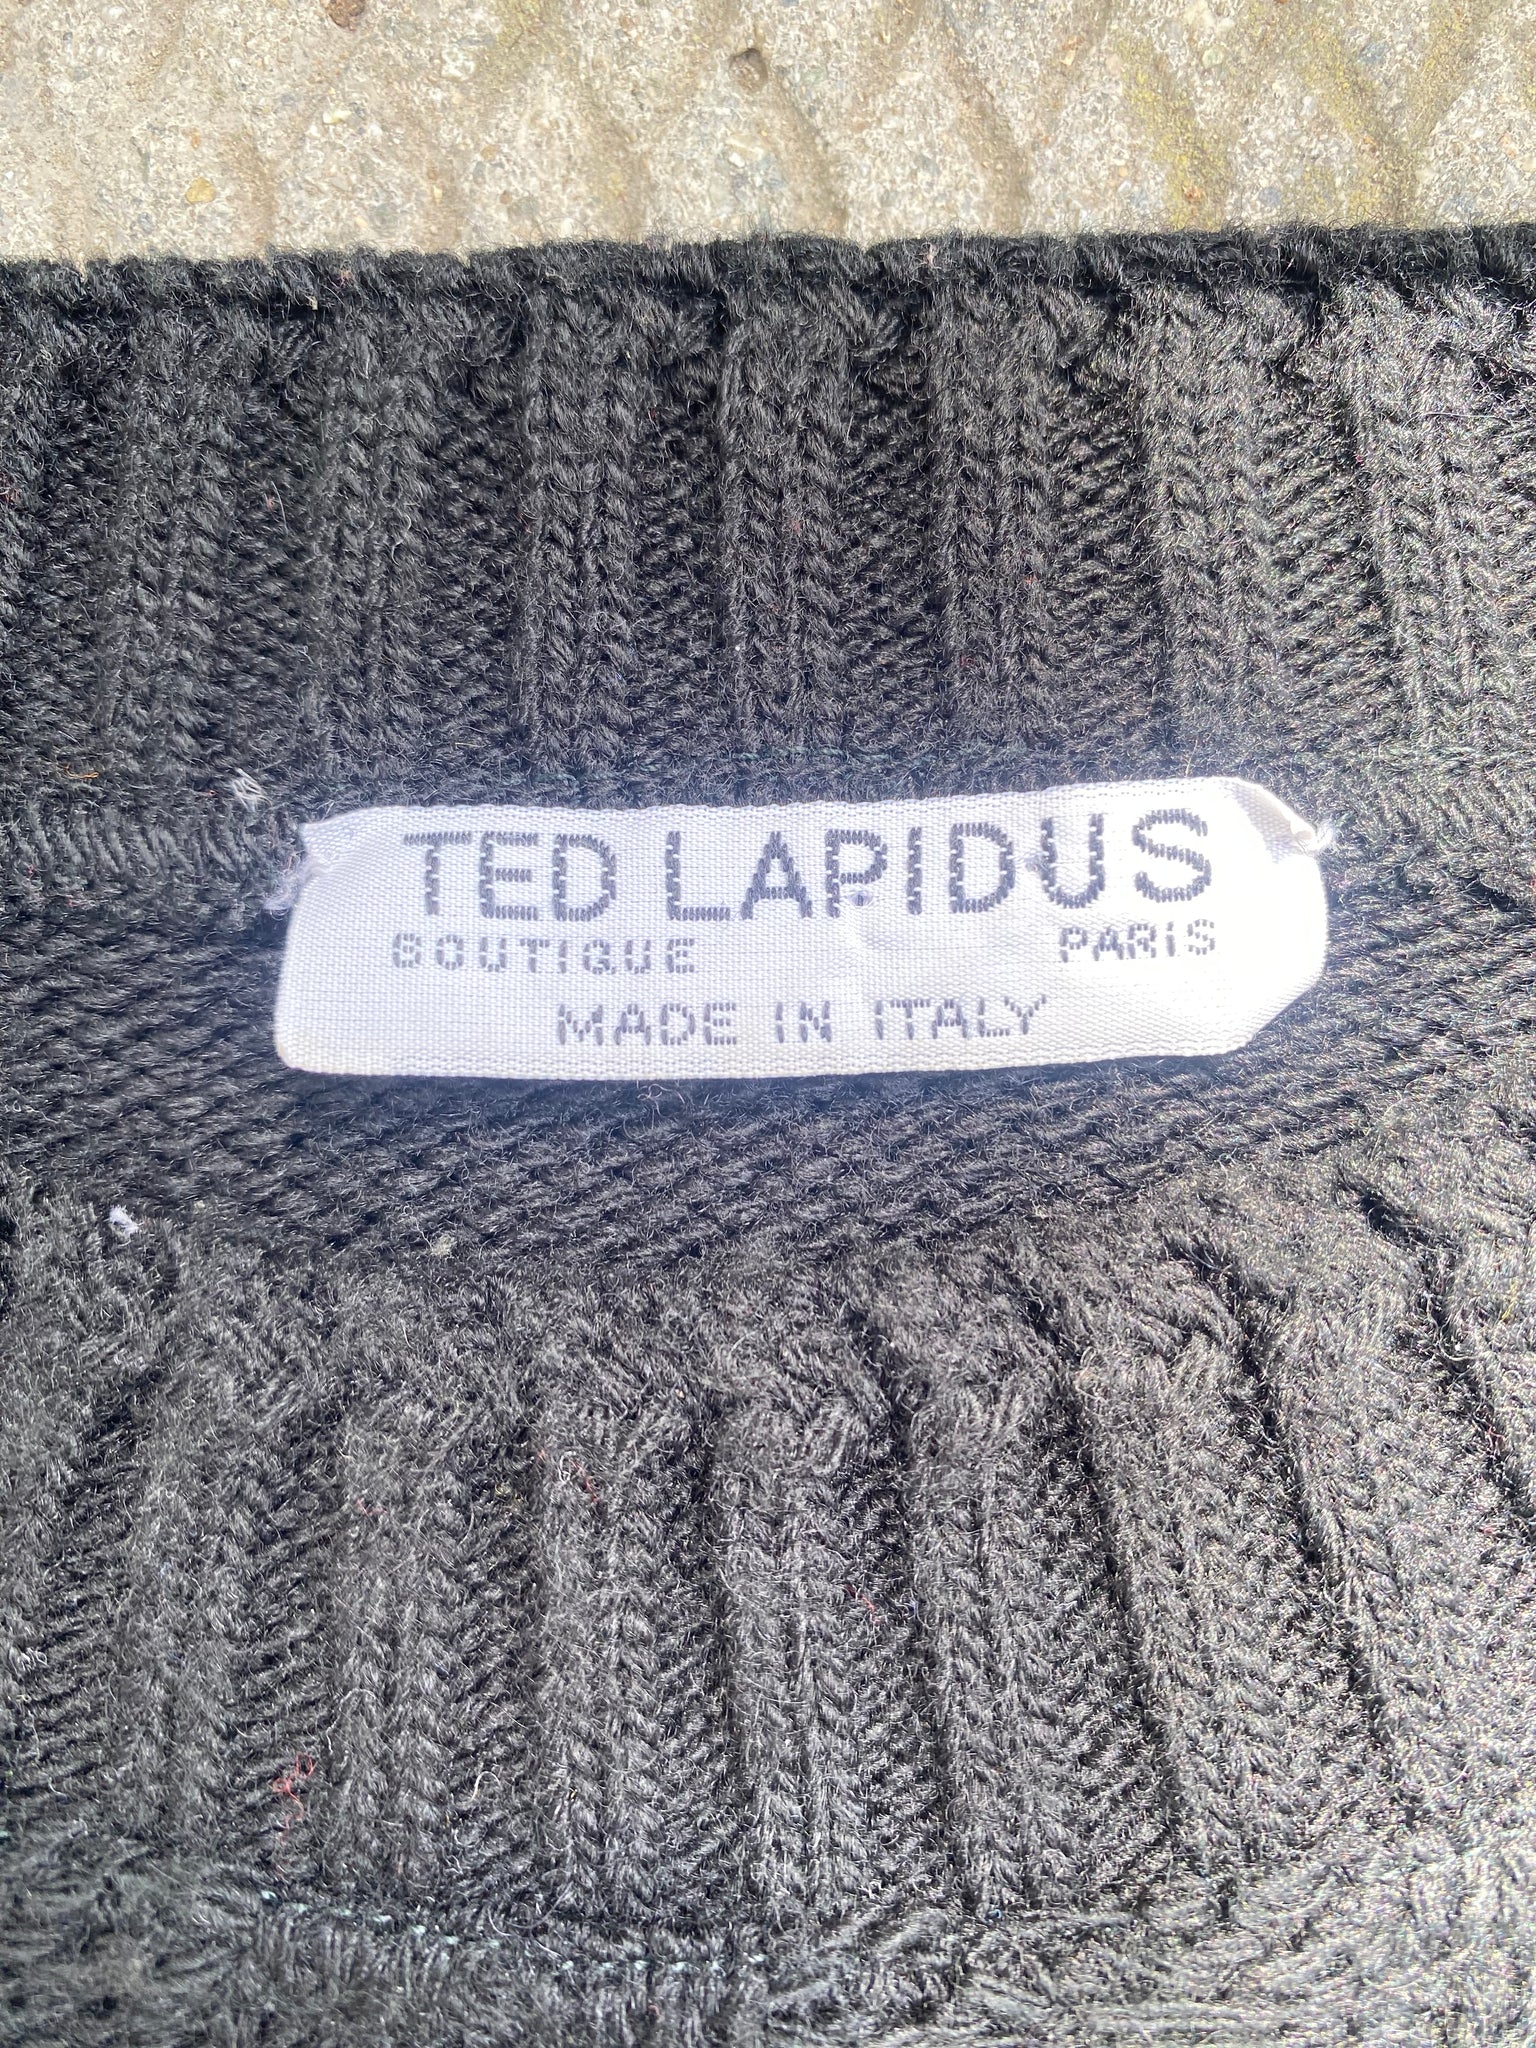 TED LAPIDUS
BOUTIQUE PARIS
MADE IN ITALY